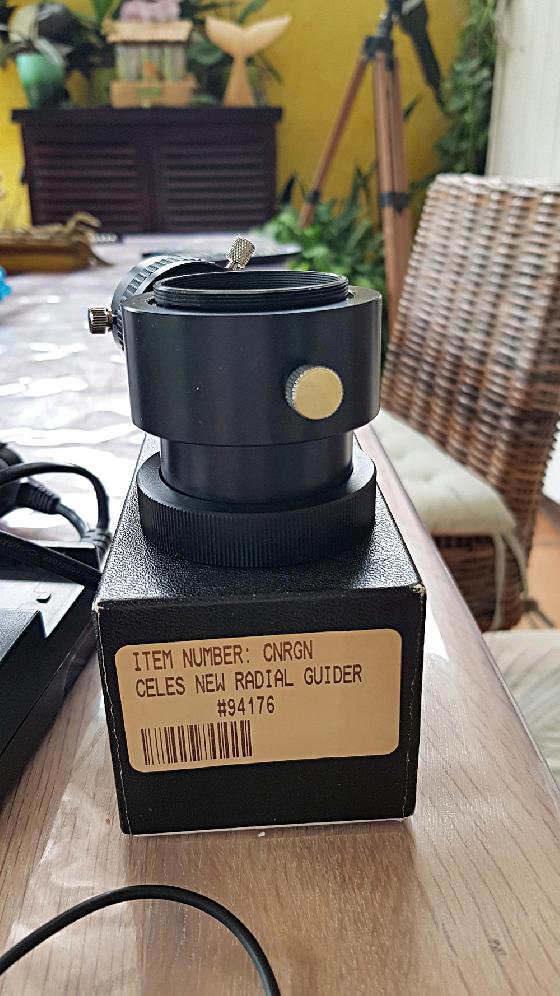 ITEM NUMBER: CNRGN
CELES NEW RADIAL GUIDER
#94176